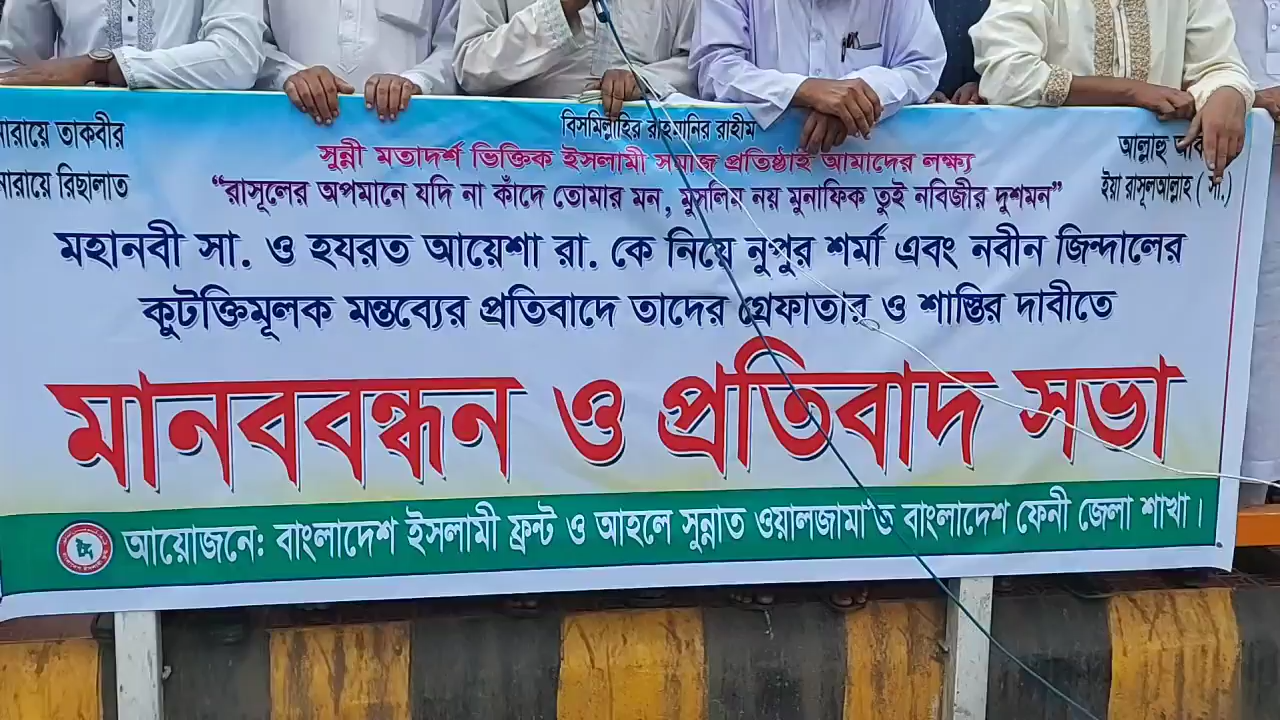 বিসমিল্লাহির রাহমানির রাহীম
নারায়ে তাকবীর
নারায়ে রিছালাত
আল্লাহু
ইয়া রাসূলআল্লাহ (সা.)
সুন্নী মতাদর্শ ভিত্তিক ইসলামী সমাজ প্রতিষ্ঠাই আমাদের লক্ষ্য
“রাসূলের অপমানে যদি না কাঁদে তোমার মন, মুসলিম নয় মুনাফিক তুই নবিজীর দুশমন”
মহানবী সা. ও হযরত আয়েশা রা. কে নিয়ে নুপুর শর্মা এবং নবীন জিন্দালের
কুটক্তিমূলক মন্তব্যের প্রতিবাদে তাদের গ্রেফাতার ও শাস্তির দাবীতে
মানববন্ধন ও প্রতিবাদ সভা
আয়োজনে: বাংলাদেশ ইসলামী ফ্রন্ট ও আহলে সুন্নাত ওয়ালজামা'ত বাংলাদেশ ফেনী জেলা শাখা।